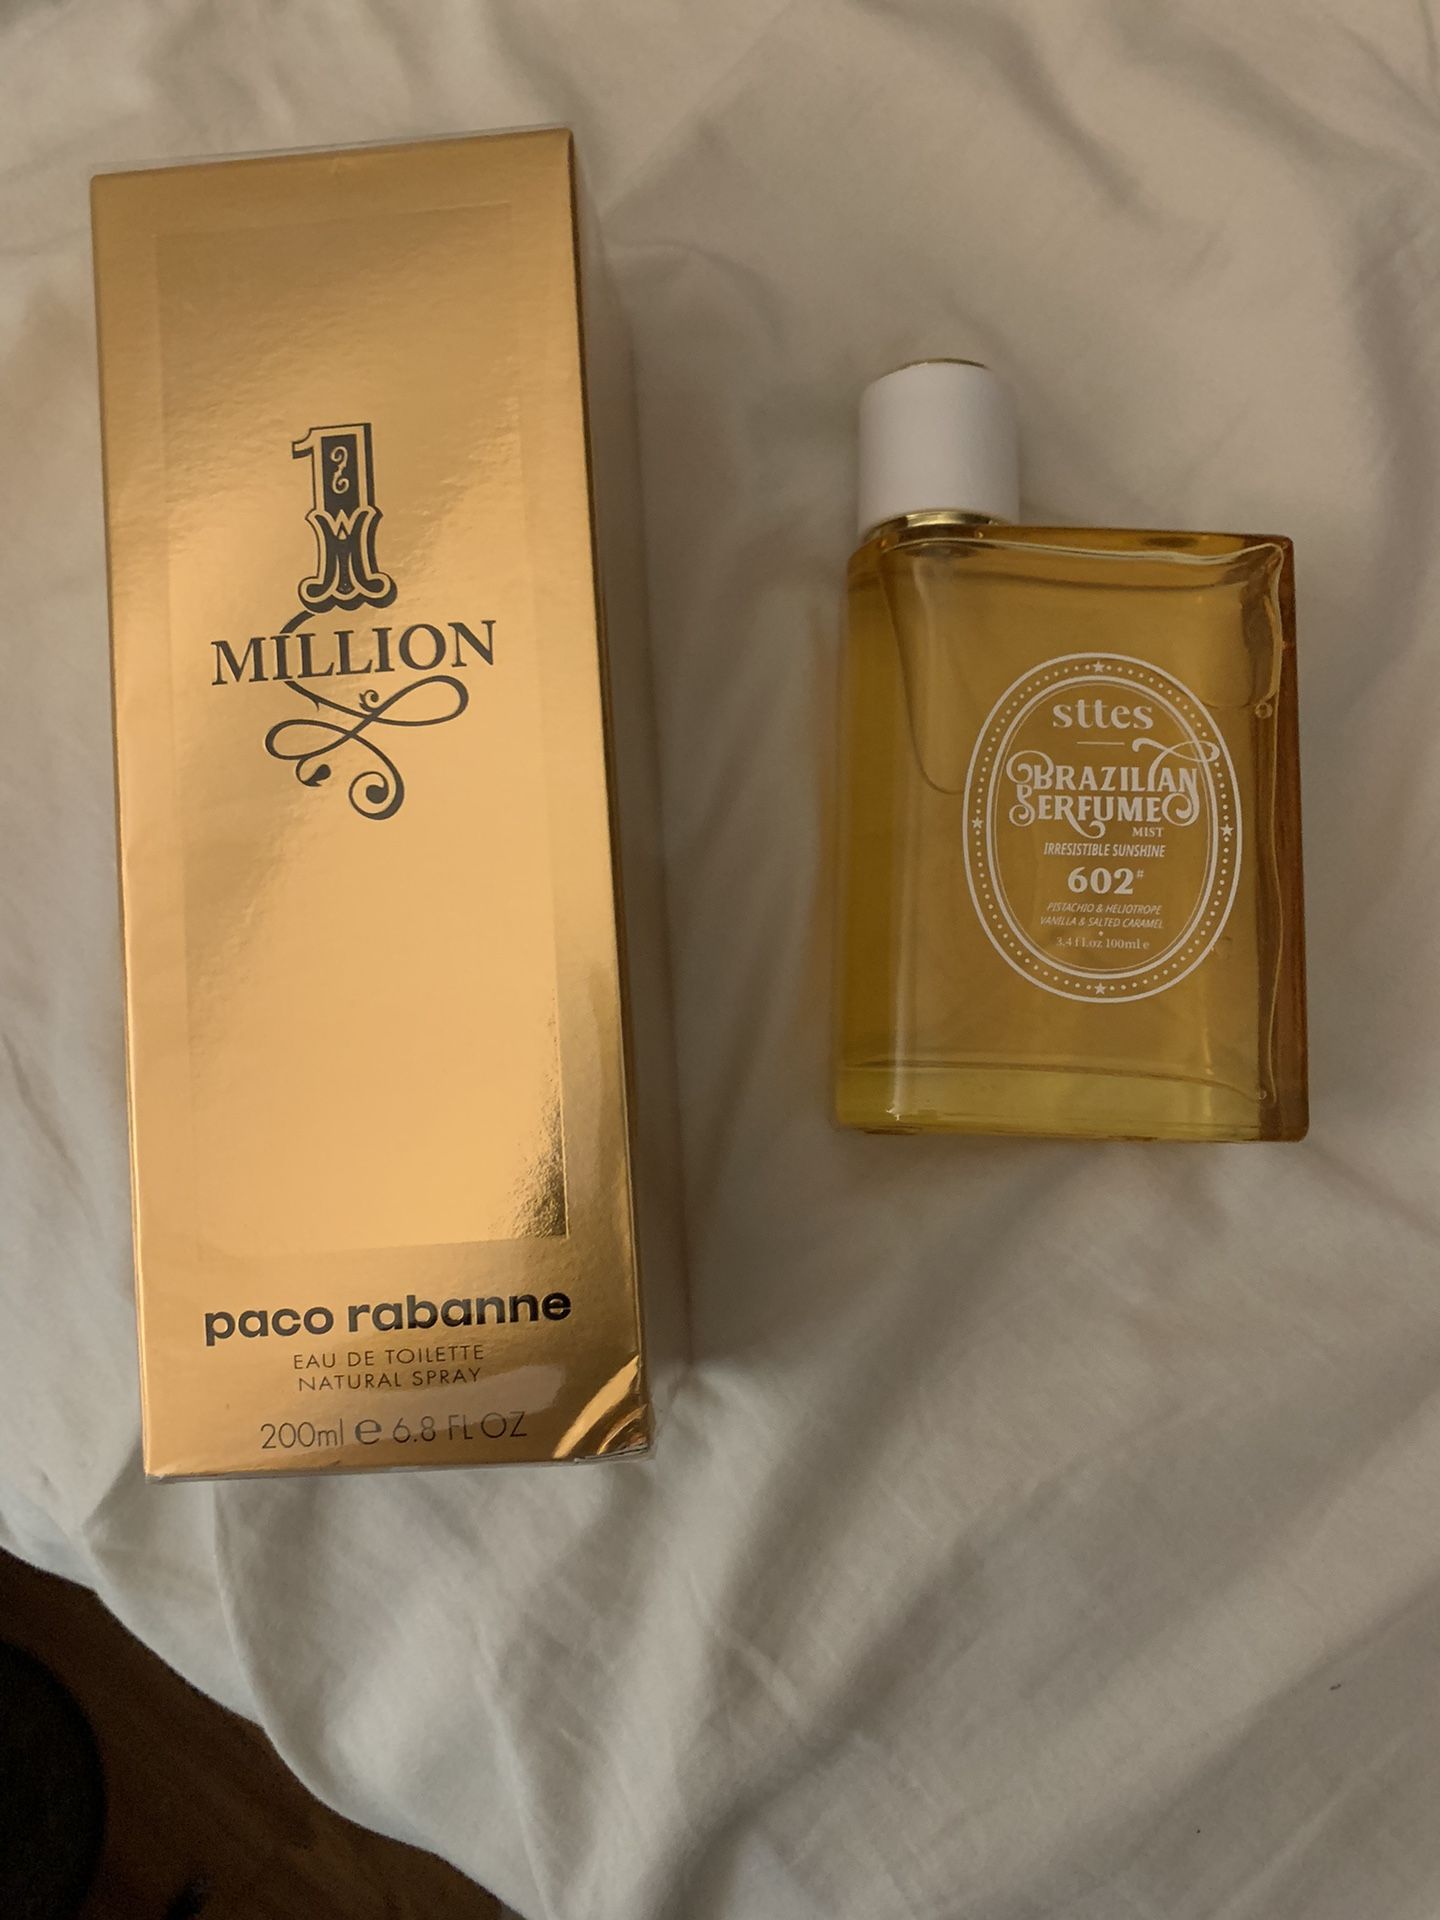 1
MILLION
paco rabanne
EAU DE TOILETTE
NATURAL SPRAY
200ml e 6.8 FL OZ
sttes
BRAZILIAN
PERFUME
MIST
IRRESISTIBLE SUNSHINE
602#
PISTACHIO & HELIOTROPE
VANILLA & SALTED CARAMEL
3.4 fl.oz 100ml e